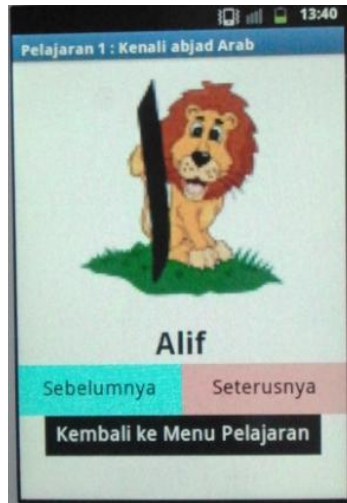 13:40
Pelajaran 1 : Kenali abjad Arab
Alif
Sebelumnya Seterusnya
Kembali ke Menu Pelajaran